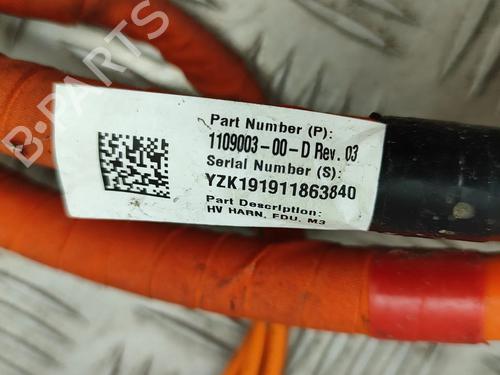 B-PARTS
Part Number (P):
1109003-00-D Rev. 03
Serial Number (S):
YZK191911863840
Part Description:
HV HARN, FDU, M3